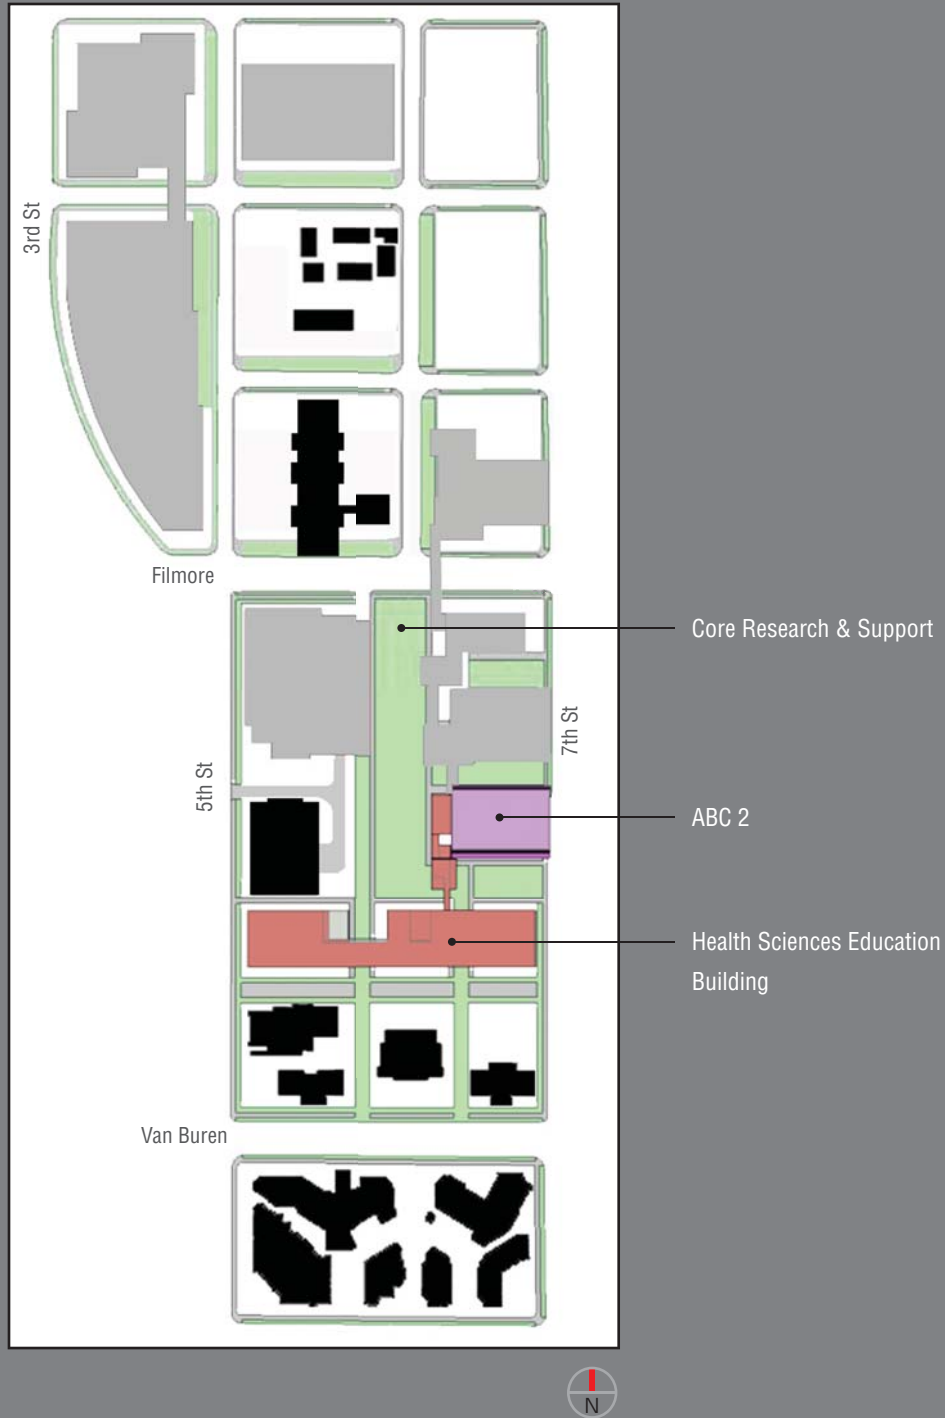 3rd St
Filmore
Core Research & Support
7th St
5th St
ABC 2
Health Sciences Education
Building
Van Buren
N